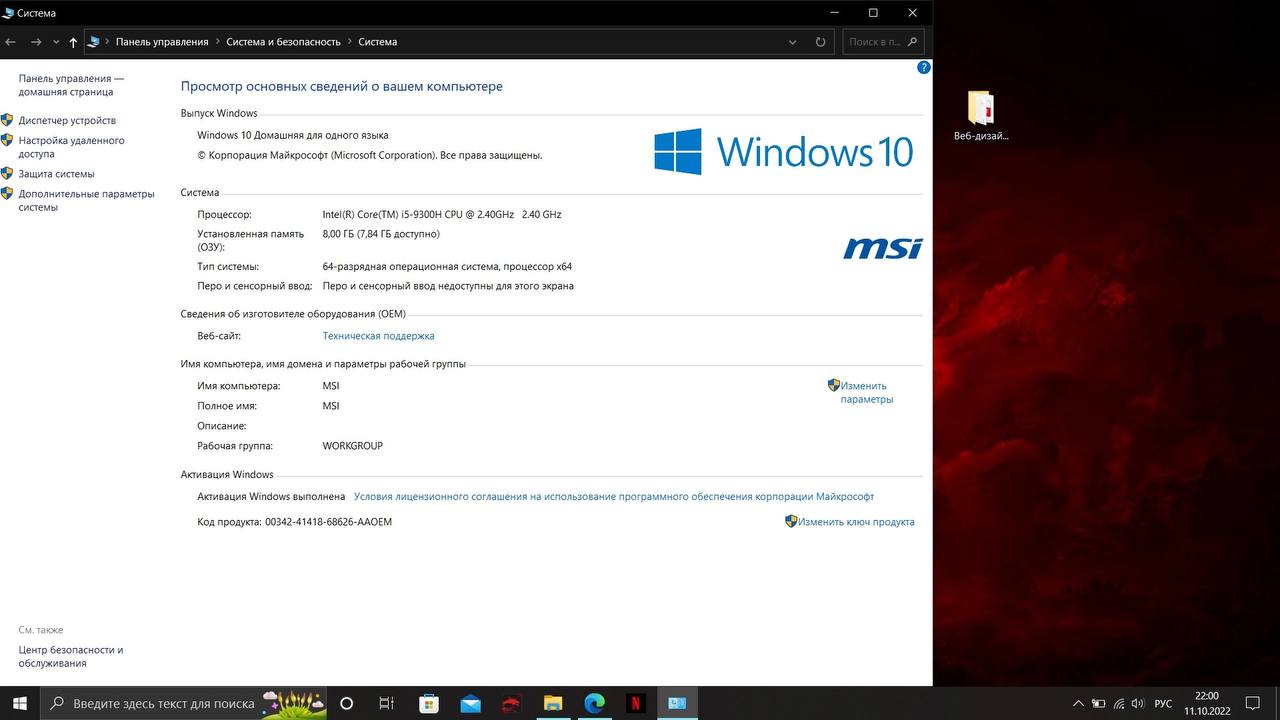 Система
Панель управления
Система и безопасность
Система
Поиск в п...
Панель управления —
домашняя страница
Диспетчер устройств
Настройка удаленного
доступа
Защита системы
Дополнительные параметры
системы
?
Просмотр основных сведений о вашем компьютере
Выпуск Windows
Windows 10 Домашняя для одного языка
© Корпорация Майкрософт (Microsoft Corporation). Все права защищены.
Windows 10
Система
Процессор: Intel(R) Core(TM) i5-9300H CPU @ 2.40GHz 2.40 GHz
Установленная память 8,00 ГБ (7,84 ГБ доступно)
(ОЗУ):
Тип системы: 64-разрядная операционная система, процессор x64
Перо и сенсорный ввод: Перо и сенсорный ввод недоступны для этого экрана
msi
Сведения об изготовителе оборудования (OEM)
Веб-сайт: Техническая поддержка
Имя компьютера, имя домена и параметры рабочей группы
Имя компьютера: MSI
Изменить
параметры
Полное имя: MSI
Описание:
Рабочая группа: WORKGROUP
Активация Windows
Активация Windows выполнена Условия лицензионного соглашения на использование программного обеспечения корпорации Майкрософт
Код продукта: 00342-41418-68626-AAOEM
Изменить ключ продукта
См. также
Центр безопасности и
обслуживания
Веб-дизай...
Введите здесь текст для поиска
N
РУС
22:00
11.10.2022